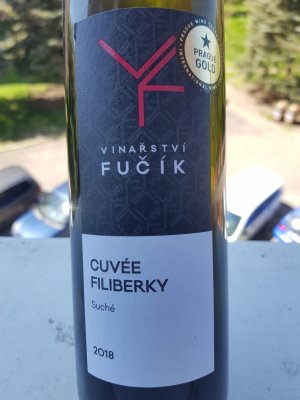 PRAGUE
GOLD
VINAŘSTVÍ
FUČÍK
CUVÉE
FILIBERKY
Suché
2018